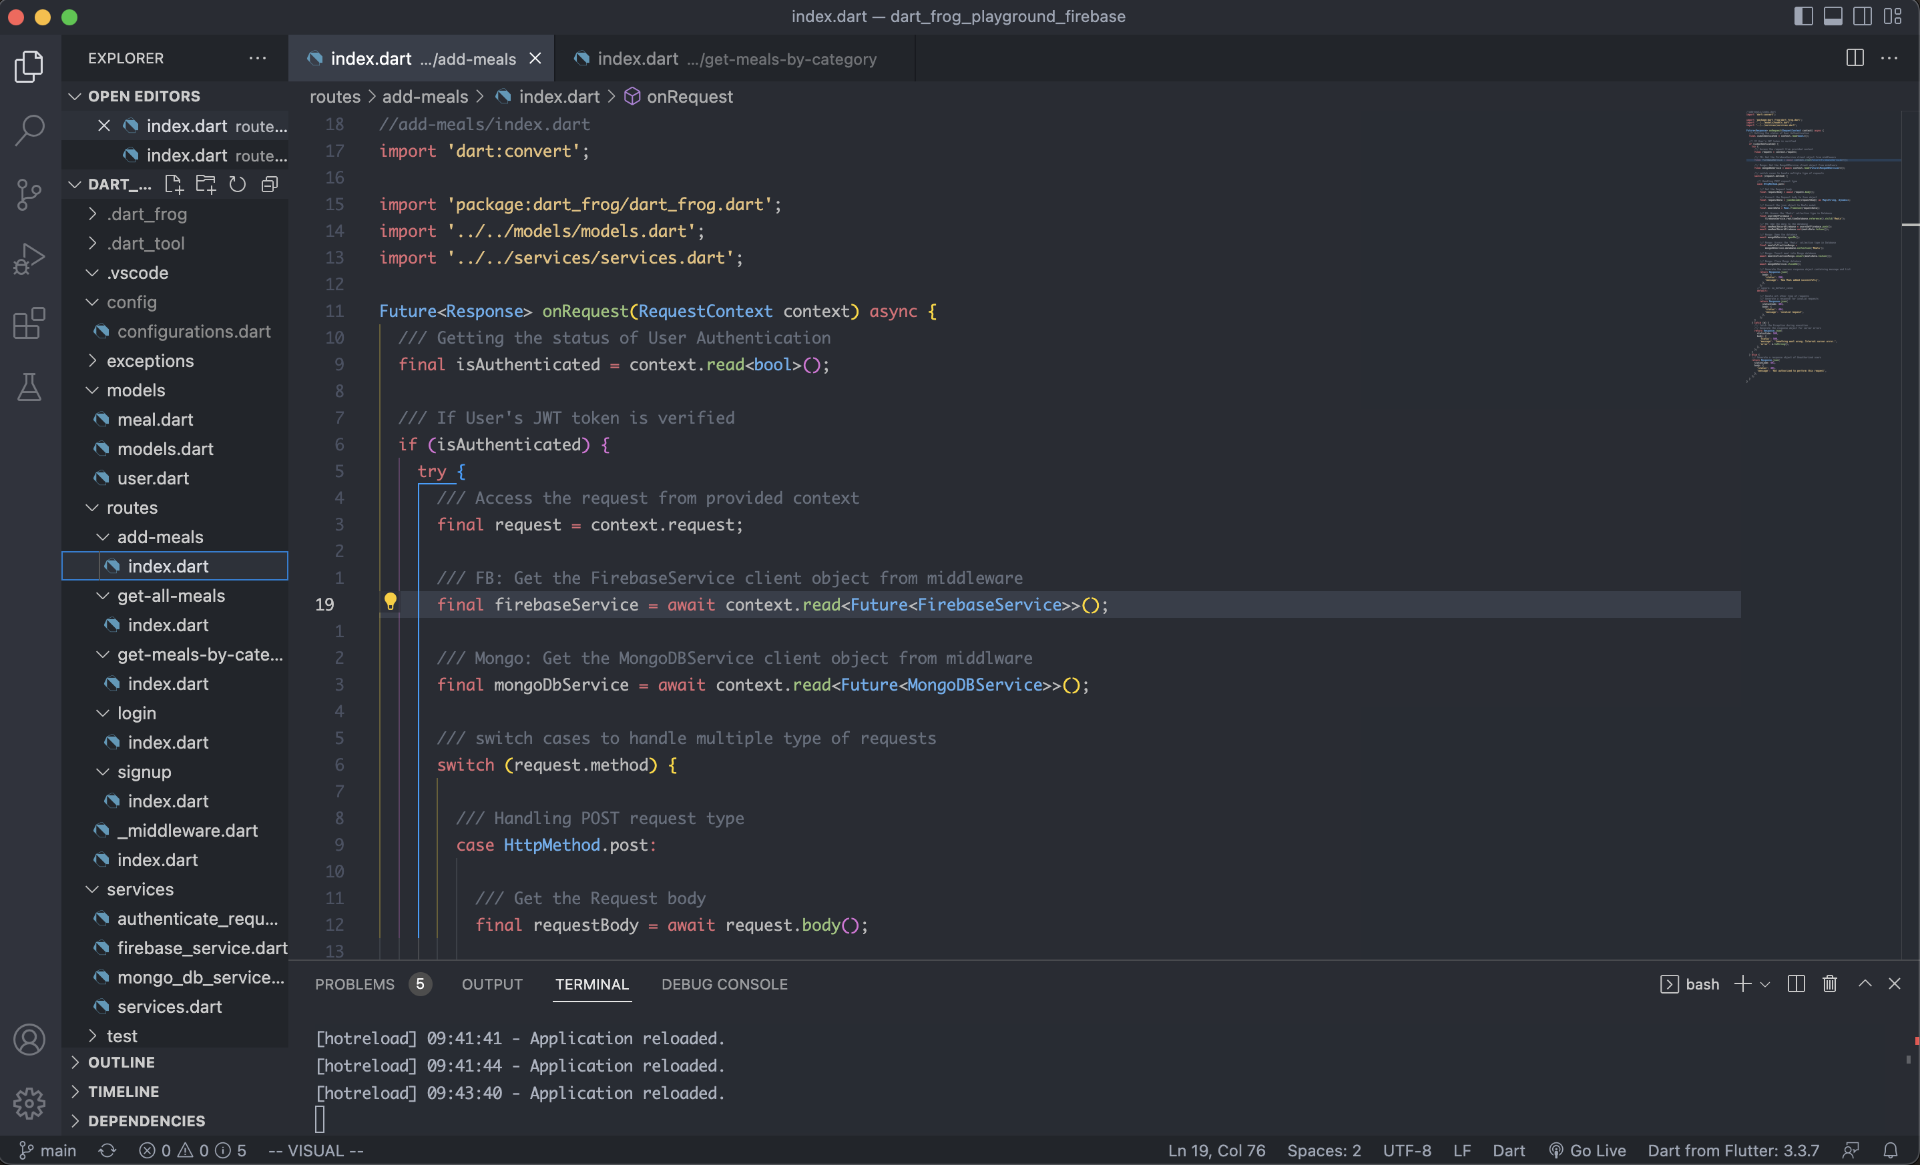 index.dart — dart_frog_playground_firebase
EXPLORER
index.dart .../add-meals
index.dart .../get-meals-by-category
OPEN EDITORS
index.dart route...
index.dart route...
DART_...
.dart_frog
.dart_tool
.vscode
config
configurations.dart
exceptions
models
meal.dart
models.dart
user.dart
routes
add-meals
index.dart
get-all-meals
index.dart
get-meals-by-cate...
index.dart
login
index.dart
signup
index.dart
_middleware.dart
index.dart
services
authenticate_requ...
firebase_service.dart
mongo_db_service...
services.dart
test
OUTLINE
TIMELINE
DEPENDENCIES
routes > add-meals > index.dart > onRequest
18 //add-meals/index.dart
17 import 'dart:convert';
16
15 import 'package:dart_frog/dart_frog.dart';
14 import '../../models/models.dart';
13 import '../../services/services.dart';
12
11 Future<Response> onRequest(RequestContext context) async {
10 /// Getting the status of User Authentication
9 final isAuthenticated = context.read<bool>();
8
7 /// If User's JWT token is verified
6 if (isAuthenticated) {
5 try {
4 /// Access the request from provided context
3 final request = context.request;
2
1 /// FB: Get the FirebaseService client object from middleware
19 final firebaseService = await context.read<Future<FirebaseService>>();
1
2 /// Mongo: Get the MongoDBService client object from middlware
3 final mongoDbService = await context.read<Future<MongoDBService>>();
4
5 /// switch cases to handle multiple type of requests
6 switch (request.method) {
7
8 /// Handling POST request type
9 case HttpMethod.post:
10
11 /// Get the Request body
12 final requestBody = await request.body();
13
PROBLEMS 5 OUTPUT TERMINAL DEBUG CONSOLE
bash
[hotreload] 09:41:41 - Application reloaded.
[hotreload] 09:41:44 - Application reloaded.
[hotreload] 09:43:40 - Application reloaded.
main 0 0 5 -- VISUAL -- Ln 19, Col 76 Spaces: 2 UTF-8 LF Dart Go Live Dart from Flutter: 3.3.7